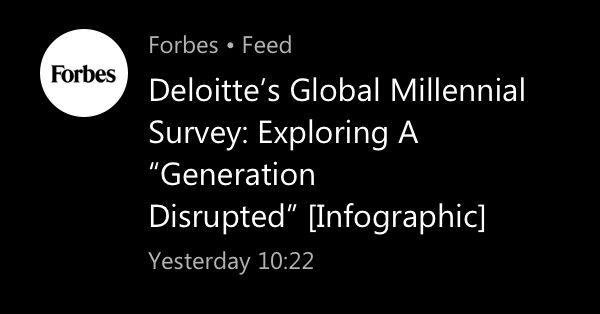 Forbes
Forbes • Feed
Deloitte’s Global Millennial
Survey: Exploring A
“Generation
Disrupted” [Infographic]
Yesterday 10:22